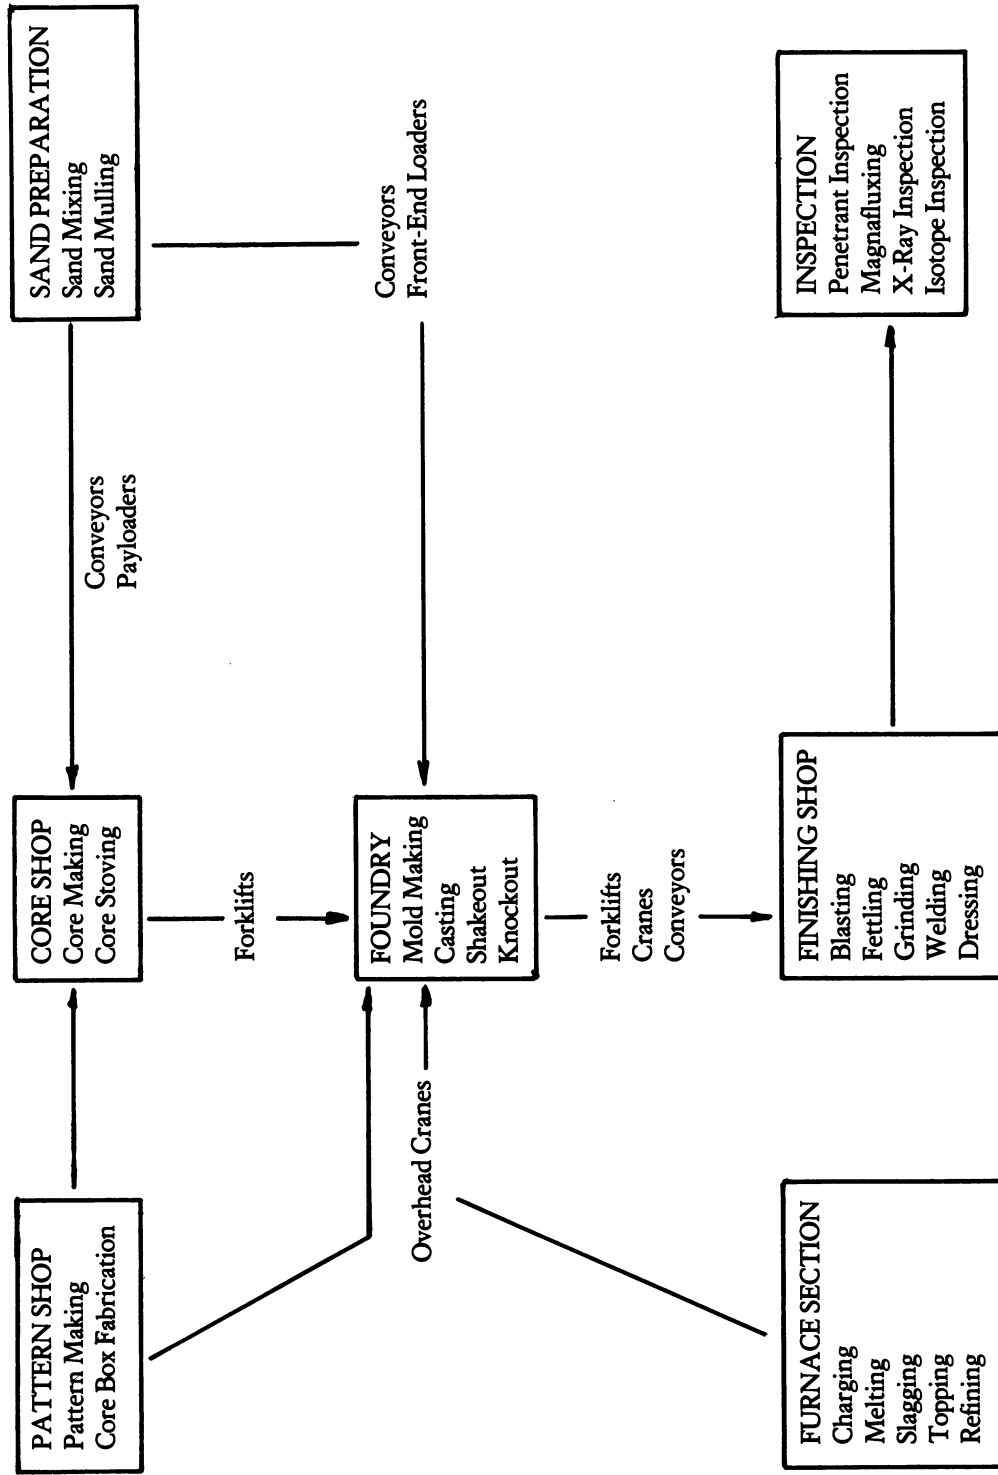 PATTERN SHOP
Pattern Making
Core Box Fabrication
CORE SHOP
Core Making
Core Stoving
Conveyors
Payloaders
SAND PREPARATION
Sand Mixing
Sand Mulling
Forklifts
Overhead Cranes
FOUNDRY
Mold Making
Casting
Shakeout
Knockout
Conveyors
Front-End Loaders
Forklifts
Cranes
Conveyors
FURNACE SECTION
Charging
Melting
Slagging
Topping
Refining
FINISHING SHOP
Blasting
Fettling
Grinding
Welding
Dressing
INSPECTION
Penetrant Inspection
Magnafluxing
X-Ray Inspection
Isotope Inspection